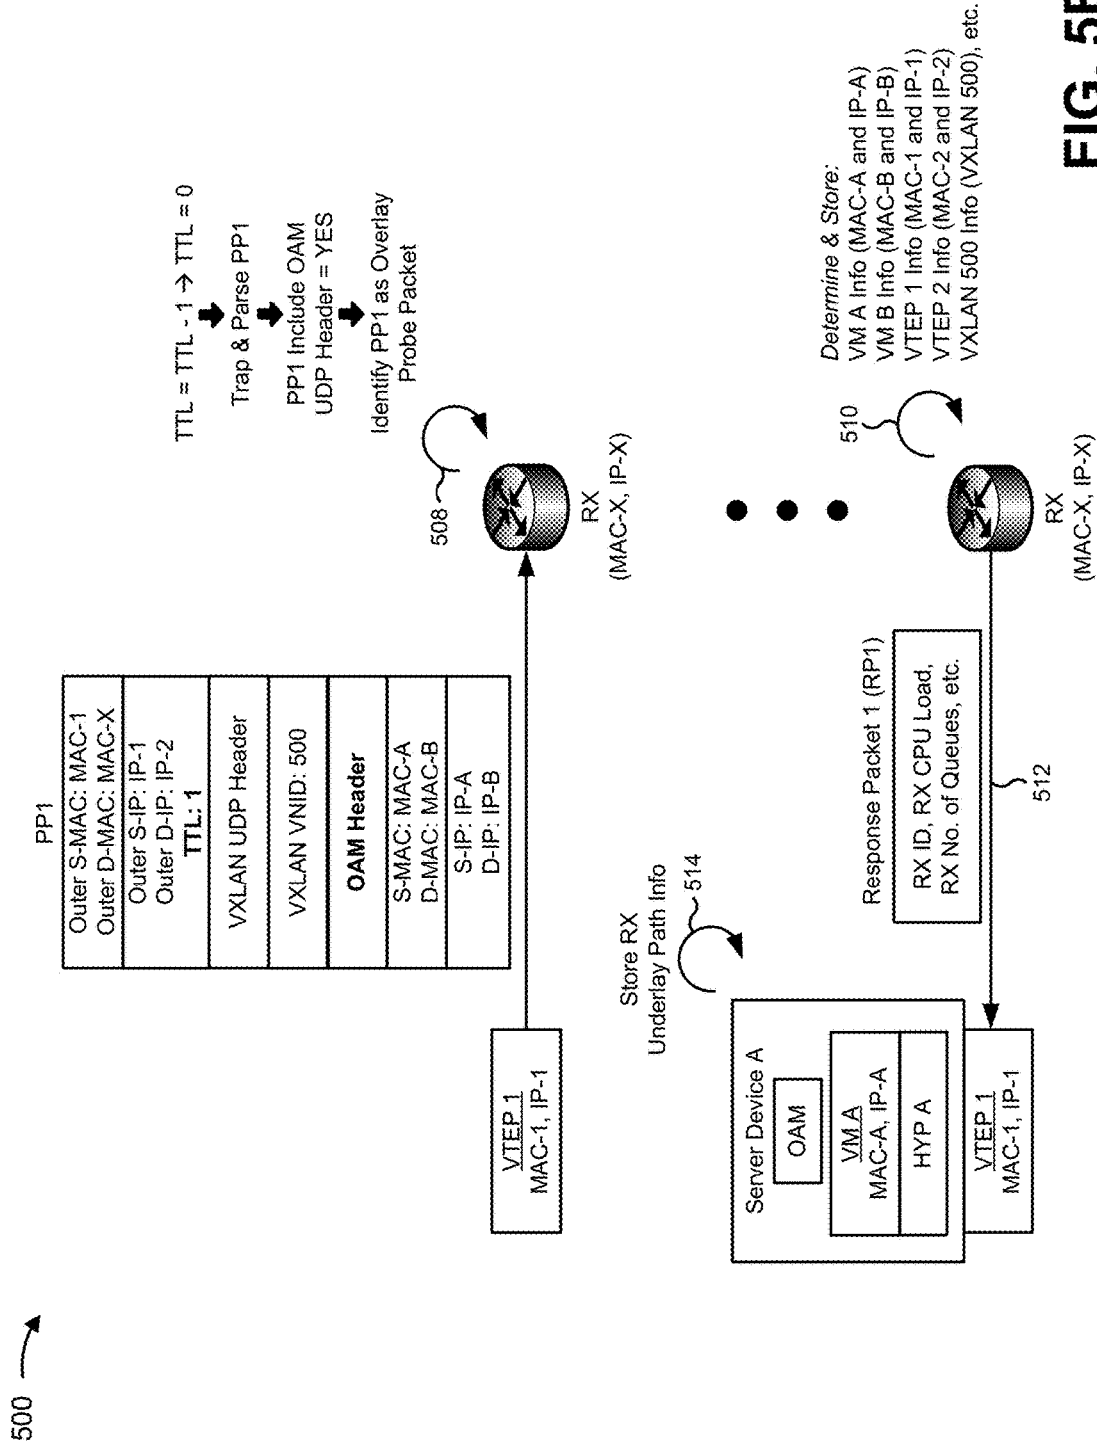 500
PP1
Outer S-MAC: MAC-1
Outer D-MAC: MAC-X
Outer S-IP: IP-1
Outer D-IP: IP-2
TTL: 1
VXLAN UDP Header
VXLAN VNID: 500
OAM Header
S-MAC: MAC-A
D-MAC: MAC-B
S-IP: IP-A
D-IP: IP-B
VTEP 1
MAC-1, IP-1
TTL = TTL - 1 → TTL = 0
Trap & Parse PP1
PP1 Include OAM
UDP Header = YES
Identify PP1 as Overlay
Probe Packet
508
RX
(MAC-X, IP-X)
Store RX
Underlay Path Info
514
Server Device A
OAM
VM A
MAC-A, IP-A
HYP A
VTEP 1
MAC-1, IP-1
Response Packet 1 (RP1)
RX ID, RX CPU Load,
RX No. of Queues, etc.
512
510
Determine & Store:
VM A Info (MAC-A and IP-A)
VM B Info (MAC-B and IP-B)
VTEP 1 Info (MAC-1 and IP-1)
VTEP 2 Info (MAC-2 and IP-2)
VXLAN 500 Info (VXLAN 500), etc.
RX
(MAC-X, IP-X)
FIG.